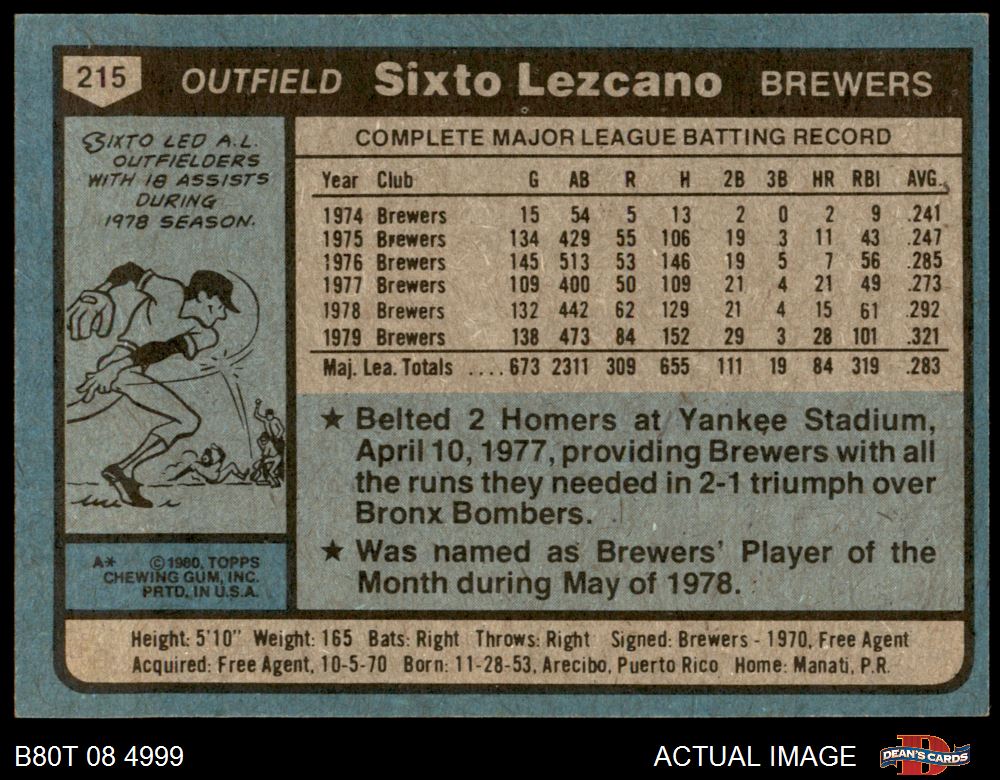 215 OUTFIELD Sixto Lezcano BREWERS
SIXTO LED A.L.
OUTFIELDERS
WITH 18 ASSISTS
DURING
1978 SEASON.
COMPLETE MAJOR LEAGUE BATTING RECORD
Year Club G AB R H 2B 3B HR RBI AVG.
1974 Brewers 15 54 5 13 2 0 2 9 .241
1975 Brewers 134 429 55 106 19 3 11 43 .247
1976 Brewers 145 513 53 146 19 5 7 56 .285
1977 Brewers 109 400 50 109 21 4 21 49 .273
1978 Brewers 132 442 62 129 21 4 15 61 .292
1979 Brewers 138 473 84 152 29 3 28 101 .321
Maj. Lea. Totals .... 673 2311 309 655 111 19 84 319 .283
★ Belted 2 Homers at Yankee Stadium,
April 10, 1977, providing Brewers with all
the runs they needed in 2-1 triumph over
Bronx Bombers.
★ Was named as Brewers' Player of the
Month during May of 1978.
A* ©1980, TOPPS
CHEWING GUM, INC.
PRTD. IN U.S.A.
Height: 5'10" Weight: 165 Bats: Right Throws: Right Signed: Brewers - 1970, Free Agent
Acquired: Free Agent, 10-5-70 Born: 11-28-53, Arecibo, Puerto Rico Home: Manati, P.R.
B80T 08 4999 ACTUAL IMAGE DEAN'S CARDS